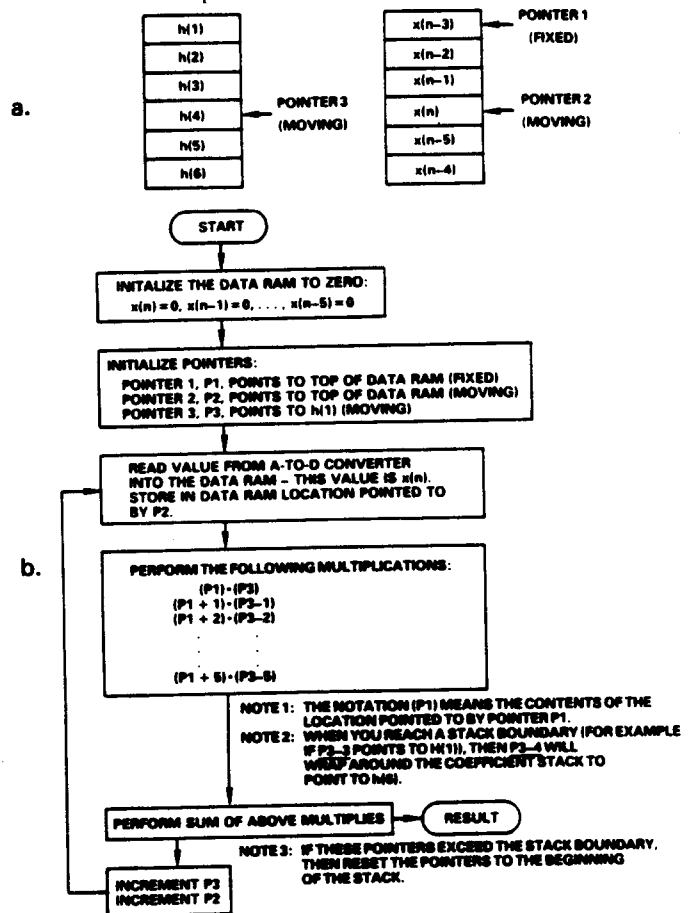 a.
h(1)
h(2)
h(3)
h(4)
h(5)
h(6)
POINTER 3
(MOVING)
x(n–3)
x(n–2)
x(n–1)
x(n)
x(n–5)
x(n–4)
POINTER 1
(FIXED)
POINTER 2
(MOVING)
b.
START
INITALIZE THE DATA RAM TO ZERO:
x(n) = 0, x(n–1) = 0, . . . , x(n–5) = 0
INITIALIZE POINTERS:
POINTER 1, P1, POINTS TO TOP OF DATA RAM (FIXED)
POINTER 2, P2, POINTS TO TOP OF DATA RAM (MOVING)
POINTER 3, P3, POINTS TO h(1) (MOVING)
READ VALUE FROM A-TO-D CONVERTER
INTO THE DATA RAM – THIS VALUE IS x(n).
STORE IN DATA RAM LOCATION POINTED TO
BY P2.
PERFORM THE FOLLOWING MULTIPLICATIONS:
(P1) • (P3)
(P1 + 1) • (P3–1)
(P1 + 2) • (P3–2)
. .
. .
(P1 + 5) • (P3–5)
NOTE 1: THE NOTATION (P1) MEANS THE CONTENTS OF THE
LOCATION POINTED TO BY POINTER P1.
NOTE 2: WHEN YOU REACH A STACK BOUNDARY (FOR EXAMPLE
IF P3–3 POINTS TO H(1)), THEN P3–4 WILL
WRAP AROUND THE COEFFICIENT STACK TO
POINT TO h(6).
PERFORM SUM OF ABOVE MULTIPLIES
RESULT
NOTE 3: IF THESE POINTERS EXCEED THE STACK BOUNDARY,
THEN RESET THE POINTERS TO THE BEGINNING
OF THE STACK.
INCREMENT P3
INCREMENT P2